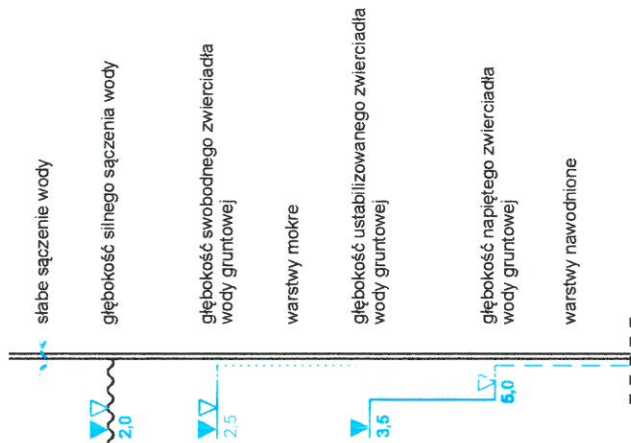 słabe sączenie wody
głębokość silnego sączenia wody
2,0
głębokość swobodnego zwierciadła
wody gruntowej
2,5
warstwy mokre
głębokość ustabilizowanego zwierciadła
wody gruntowej
3,5
głębokość napiętego zwierciadła
wody gruntowej
5,0
warstwy nawodnione